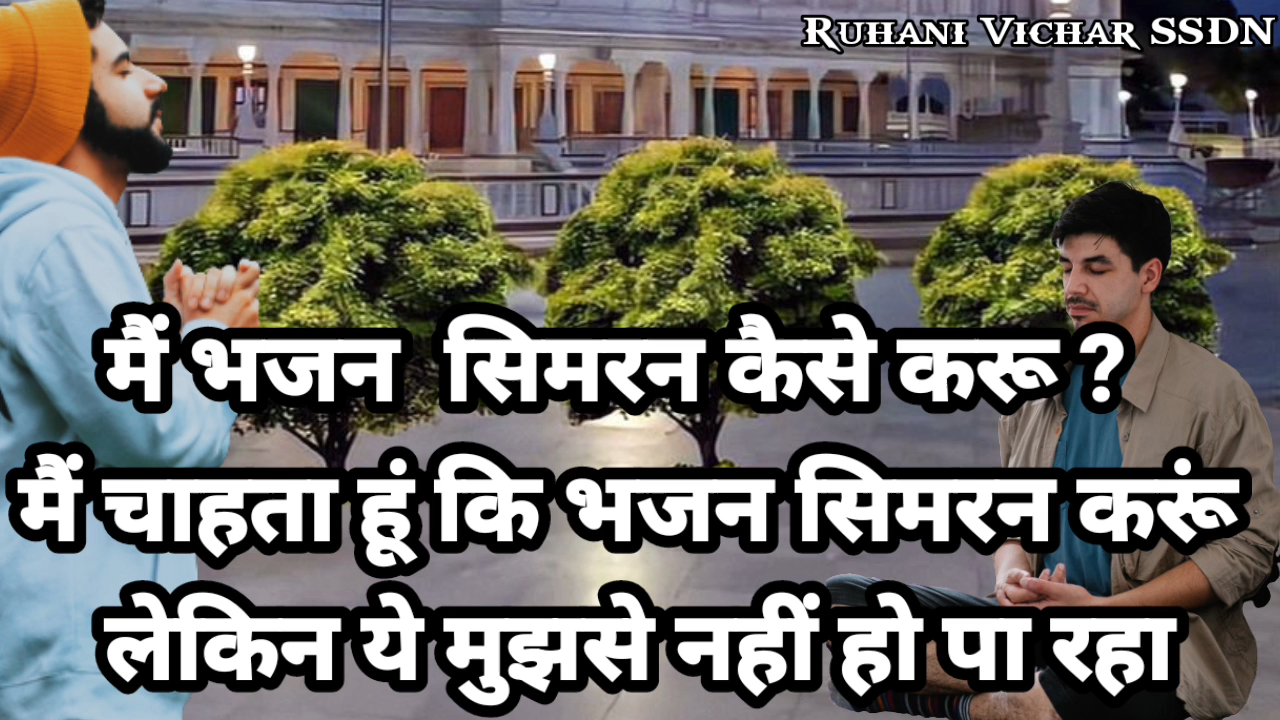 RUHANI VICHAR SSDN
मैं भजन सिमरन कैसे करू ?
मैं चाहता हूं कि भजन सिमरन करूं
लेकिन ये मुझसे नहीं हो पा रहा